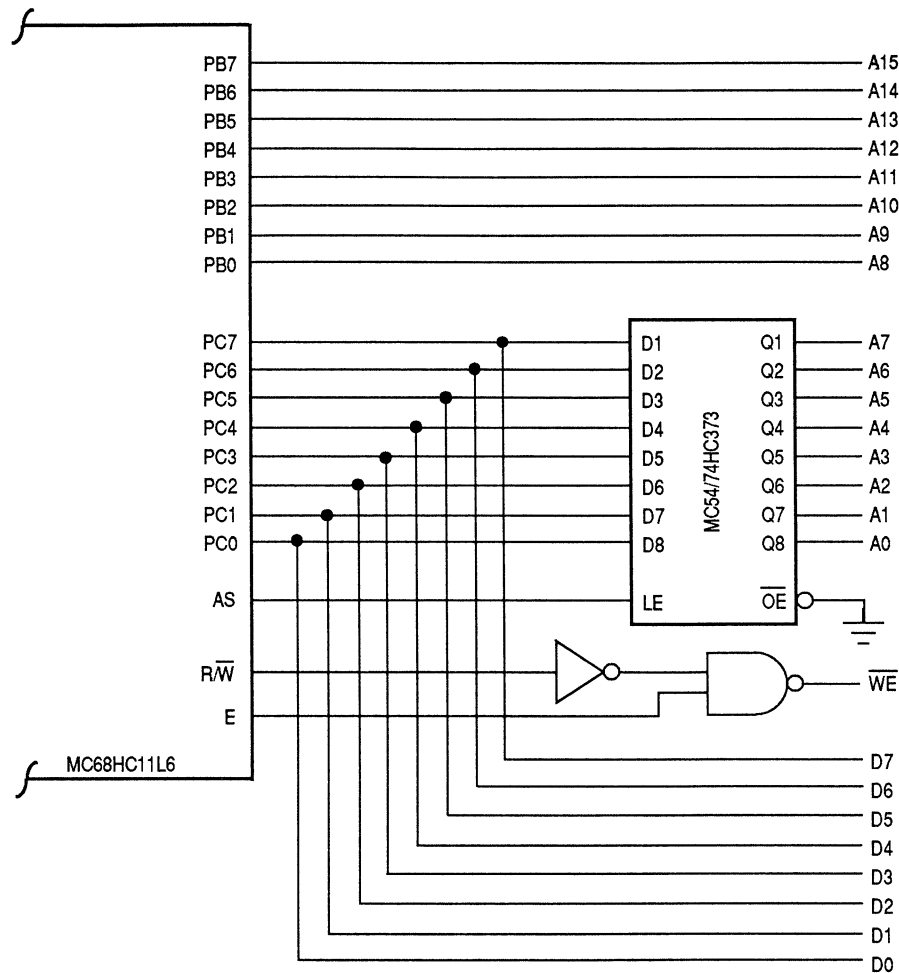 PB7 A15
PB6 A14
PB5 A13
PB4 A12
PB3 A11
PB2 A10
PB1 A9
PB0 A8
PC7 D1 Q1 A7
PC6 D2 Q2 A6
PC5 D3 Q3 A5
PC4 D4 Q4 A4
PC3 D5 Q5 A3
PC2 D6 Q6 A2
PC1 D7 Q7 A1
PC0 D8 Q8 A0
MC54/74HC373
AS LE O̅E̅
R/W̅ W̅E̅
E
MC68HC11L6
D7
D6
D5
D4
D3
D2
D1
D0